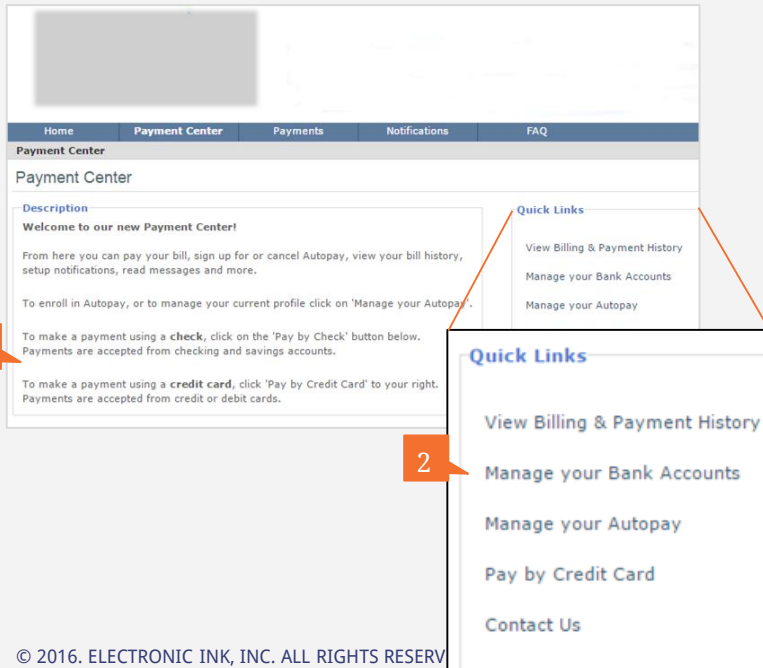 Home Payment Center Payments Notifications FAQ
Payment Center
Payment Center
Description
Welcome to our new Payment Center!
From here you can pay your bill, sign up for or cancel Autopay, view your bill history,
setup notifications, read messages and more.
To enroll in Autopay, or to manage your current profile click on 'Manage your Autopay'.
To make a payment using a check, click on the 'Pay by Check' button below.
Payments are accepted from checking and savings accounts.
To make a payment using a credit card, click 'Pay by Credit Card' to your right.
Payments are accepted from credit or debit cards.
Quick Links
View Billing & Payment History
Manage your Bank Accounts
Manage your Autopay
Quick Links
View Billing & Payment History
2
Manage your Bank Accounts
Manage your Autopay
Pay by Credit Card
Contact Us
© 2016. ELECTRONIC INK, INC. ALL RIGHTS RESERV